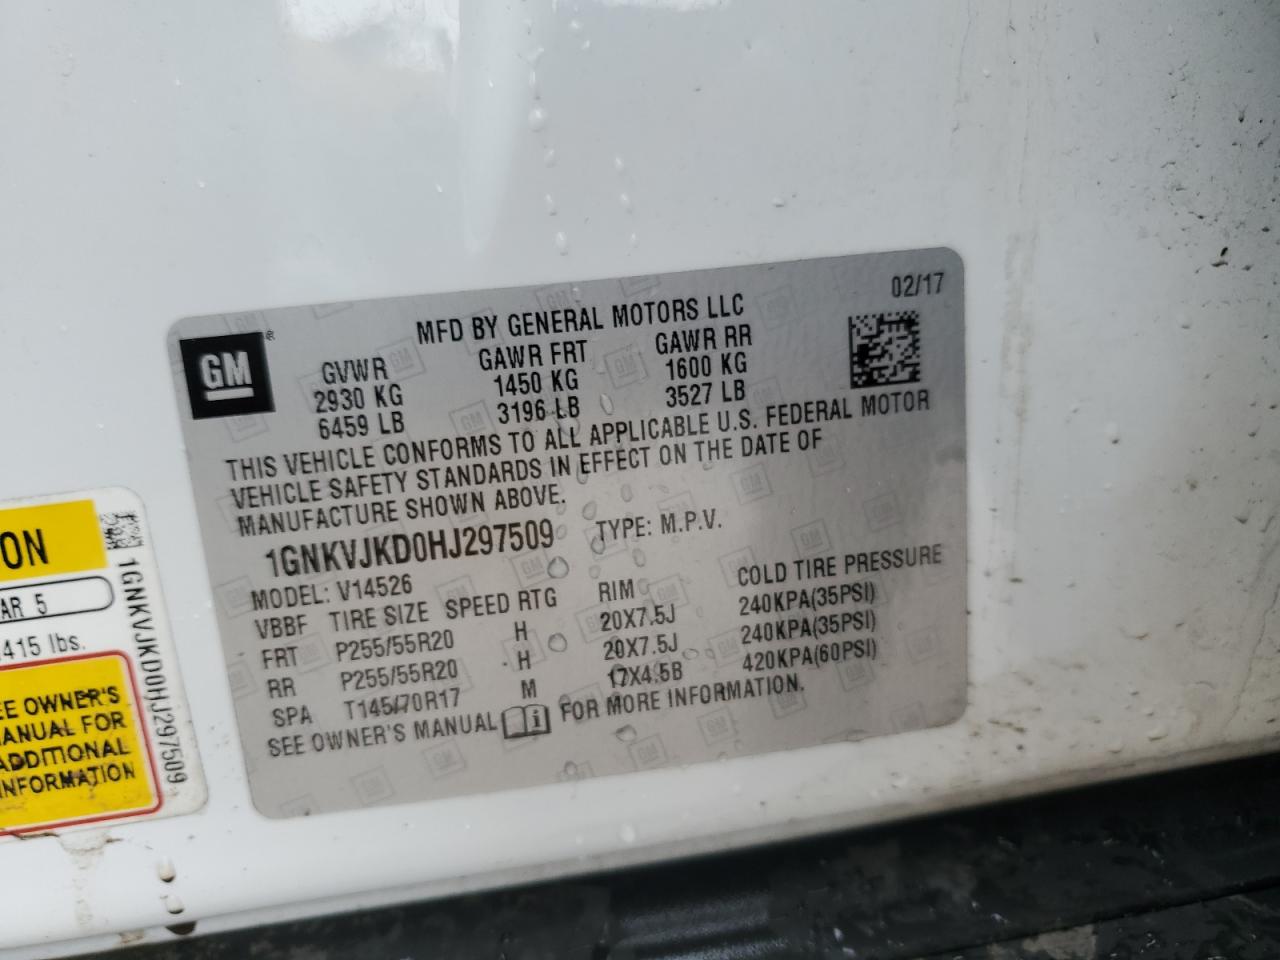 02/17
MFD BY GENERAL MOTORS LLC
GM ®
GVWR GAWR FRT GAWR RR
2930 KG 1450 KG 1600 KG
6459 LB 3196 LB 3527 LB
THIS VEHICLE CONFORMS TO ALL APPLICABLE U.S. FEDERAL MOTOR
VEHICLE SAFETY STANDARDS IN EFFECT ON THE DATE OF
MANUFACTURE SHOWN ABOVE.
1GNKVJKD0HJ297509 TYPE: M.P.V.
MODEL: V14526
VBBF TIRE SIZE SPEED RTG RIM COLD TIRE PRESSURE
FRT P255/55R20 H 20X7.5J 240KPA(35PSI)
RR P255/55R20 H 20X7.5J 240KPA(35PSI)
SPA T145/70R17 M 17X4.5B 420KPA(60PSI)
SEE OWNER'S MANUAL FOR MORE INFORMATION.
ON
AR 5
415 lbs.
EE OWNER'S
ANUAL FOR
ADDITIONAL
NFORMATION
1GNKVJKD0HJ297509